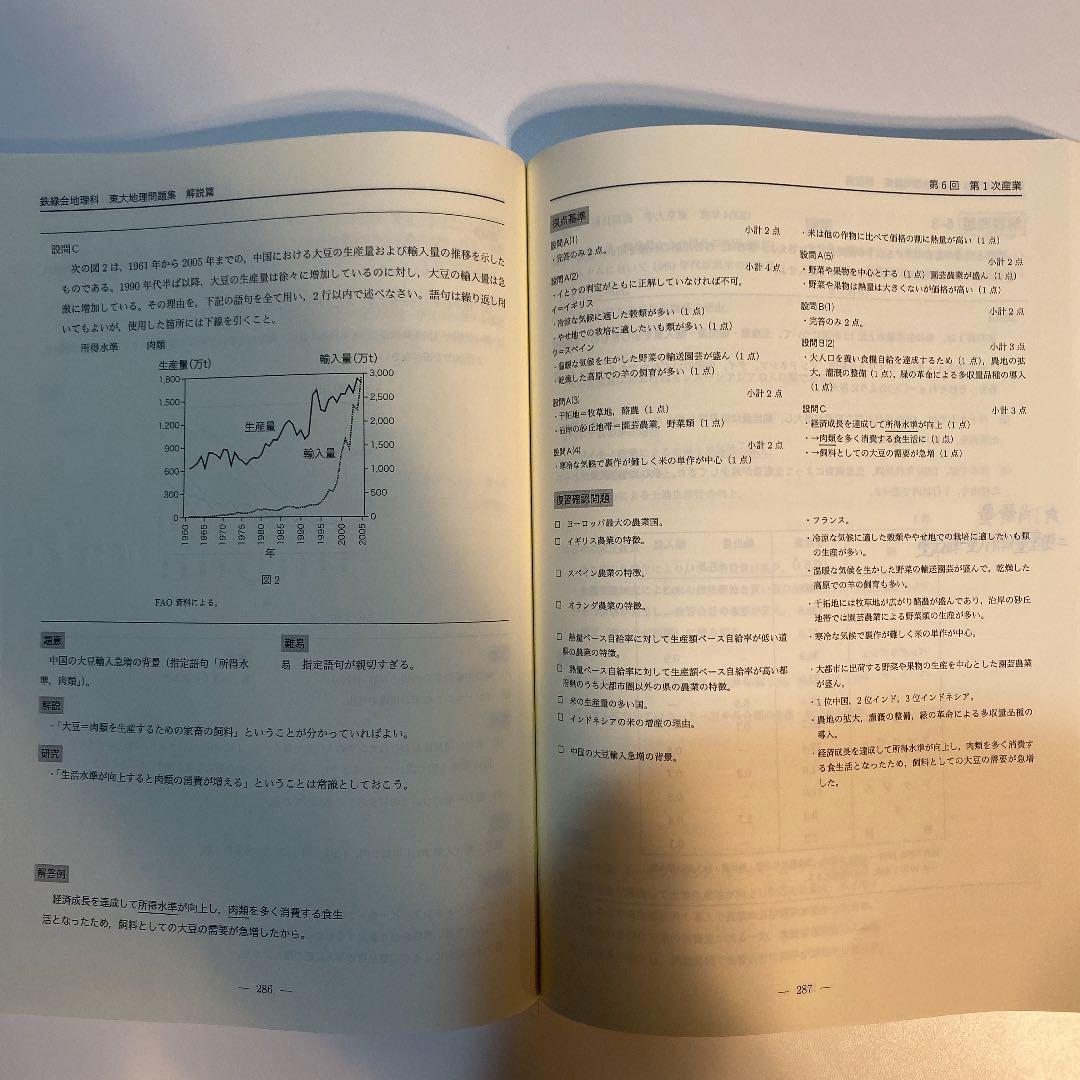 鉄緑会地理科 東大地理問題集 解説篇
設問C
次の図2は，1961年から2005年までの，中国における大豆の生産量および輸入量の推移を示した
ものである。1990年代半ば以降，大豆の生産量は徐々に増加しているのに対し，大豆の輸入量は急
激に増加している。その理由を，下記の語句を全て用い，2行以内で述べなさい。語句は繰り返し用
いてもよいが，使用した箇所には下線を引くこと。
所得水準 肉類
生産量(万t) 輸入量(万t)
1,800 3,000
1,500 2,500
1,200 2,000
900 1,500
600 1,000
300 500
0 0
生産量
輸入量
1960 1965 1970 1975 1980 1985 1990 1995 2000 2005
年
図2
FAO資料による。
題意
中国の大豆輸入急増の背景（指定語句「所得水
準，肉類」）。
難易
易 指定語句が親切すぎる。
解説
・「大豆＝肉類を生産するための家畜の飼料」ということが分かっていればよい。
研究
・「生活水準が向上すると肉類の消費が増える」ということは常識としておこう。
解答例
経済成長を達成して所得水準が向上し，肉類を多く消費する食生
活となったため，飼料としての大豆の需要が急増したから。
― 286 ―
第6回 第1次産業
採点基準
設問A(1) 小計2点
・完答のみ2点。
設問A(2) 小計4点
・イとウの判定がともに正解していなければ不可。
イ＝イギリス
・冷涼な気候に適した穀類が多い（1点）
・やせ地での栽培に適したいも類が多い（1点）
ウ＝スペイン
・温暖な気候を生かした野菜の輸送園芸が盛ん（1点）
・乾燥した高原での羊の飼育が多い（1点）
設問A(3) 小計2点
・干拓地＝牧草地，酪農（1点）
・沿岸の砂丘地帯＝園芸農業，野菜類（1点）
設問A(4) 小計2点
・寒冷な気候で裏作が難しく米の単作が中心（1点）
・米は他の作物に比べて価格の割に熱量が高い（1点）
設問A(5) 小計2点
・野菜や果物を中心とする（1点）園芸農業が盛ん（1点）
・野菜や果物は熱量は大きくないが価格が高い（1点）
設問B(1) 小計2点
・完答のみ2点。
設問B(2) 小計3点
・大人口を養い食糧自給を達成するため（1点），農地の拡
大，灌漑の整備（1点），緑の革命による多収量品種の導入
（1点）
設問C 小計3点
・経済成長を達成して所得水準が向上（1点）
・→肉類を多く消費する食生活に（1点）
・→飼料としての大豆の需要が急増（1点）
復習確認問題
□ ヨーロッパ最大の農業国。
・フランス。
□ イギリス農業の特徴。
・冷涼な気候に適した穀類ややせ地での栽培に適したいも類
の生産が多い。
□ スペイン農業の特徴。
・温暖な気候を生かした野菜の輸送園芸が盛んで，乾燥した
高原での羊の飼育も多い。
□ オランダ農業の特徴。
・干拓地には牧草地が広がり酪農が盛んであり，沿岸の砂丘
地帯では園芸農業による野菜類の生産が多い。
□ 熱量ベース自給率に対して生産額ベース自給率が低い道
県の農業の特徴。
・寒冷な気候で裏作が難しく米の単作が中心。
□ 熱量ベース自給率に対して生産額ベース自給率が高い都
府県のうち大都市圏以外の県の農業の特徴。
・大都市に出荷する野菜や果物の生産を中心とした園芸農業
が盛ん。
□ 米の生産量の多い国。
・1位中国，2位インド，3位インドネシア。
□ インドネシアの米の増産の理由。
・農地の拡大，灌漑の整備，緑の革命による多収量品種の
導入。
□ 中国の大豆輸入急増の背景。
・経済成長を達成して所得水準が向上し，肉類を多く消費す
る食生活となったため，飼料としての大豆の需要が急増
した。
― 287 ―